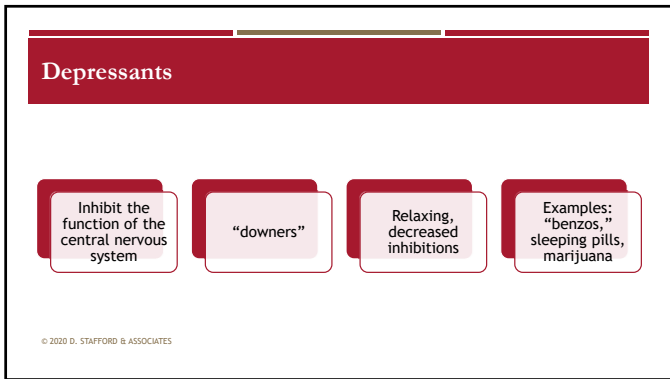 Depressants
Inhibit the
function of the
central nervous
system
“downers”
Relaxing,
decreased
inhibitions
Examples:
“benzos,”
sleeping pills,
marijuana
© 2020 D. STAFFORD & ASSOCIATES